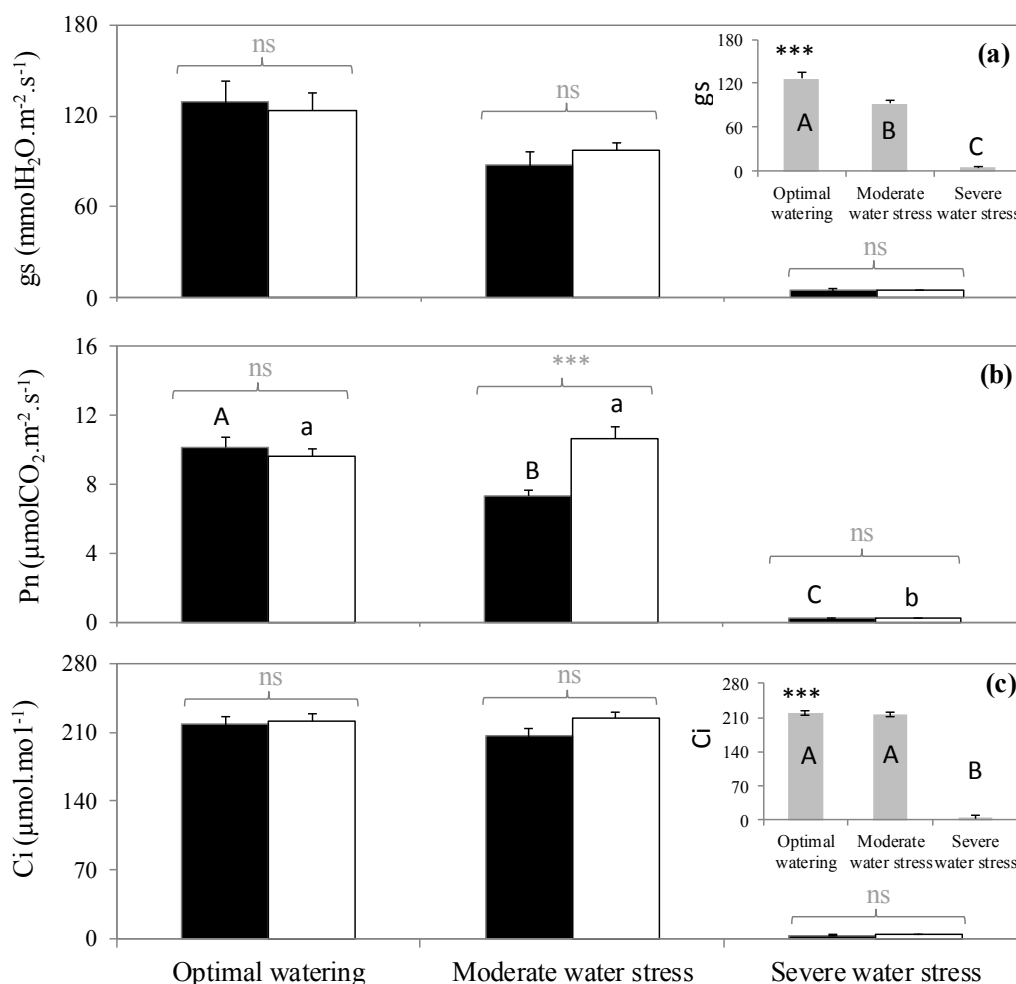 180
120
60
0
gs (mmolH₂O.m⁻².s⁻¹)
ns
ns
ns
(a)
180
120
60
0
gs
***
A
B
C
Optimal watering
Moderate water stress
Severe water stress
16
12
8
4
0
Pn (µmolCO₂.m⁻².s⁻¹)
ns
***
ns
(b)
A
a
B
a
C
b
280
210
140
70
0
Ci (µmol.mol⁻¹)
ns
ns
ns
(c)
280
210
140
70
0
Ci
***
A
A
B
Optimal watering
Moderate water stress
Severe water stress
Optimal watering
Moderate water stress
Severe water stress